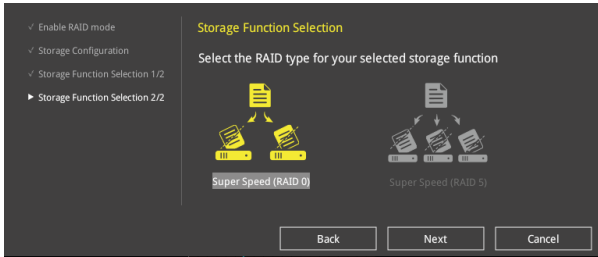 ✓ Enable RAID mode
✓ Storage Configuration
✓ Storage Function Selection 1/2
► Storage Function Selection 2/2
Storage Function Selection
Select the RAID type for your selected storage function
Super Speed (RAID 0)
Super Speed (RAID 5)
Back
Next
Cancel